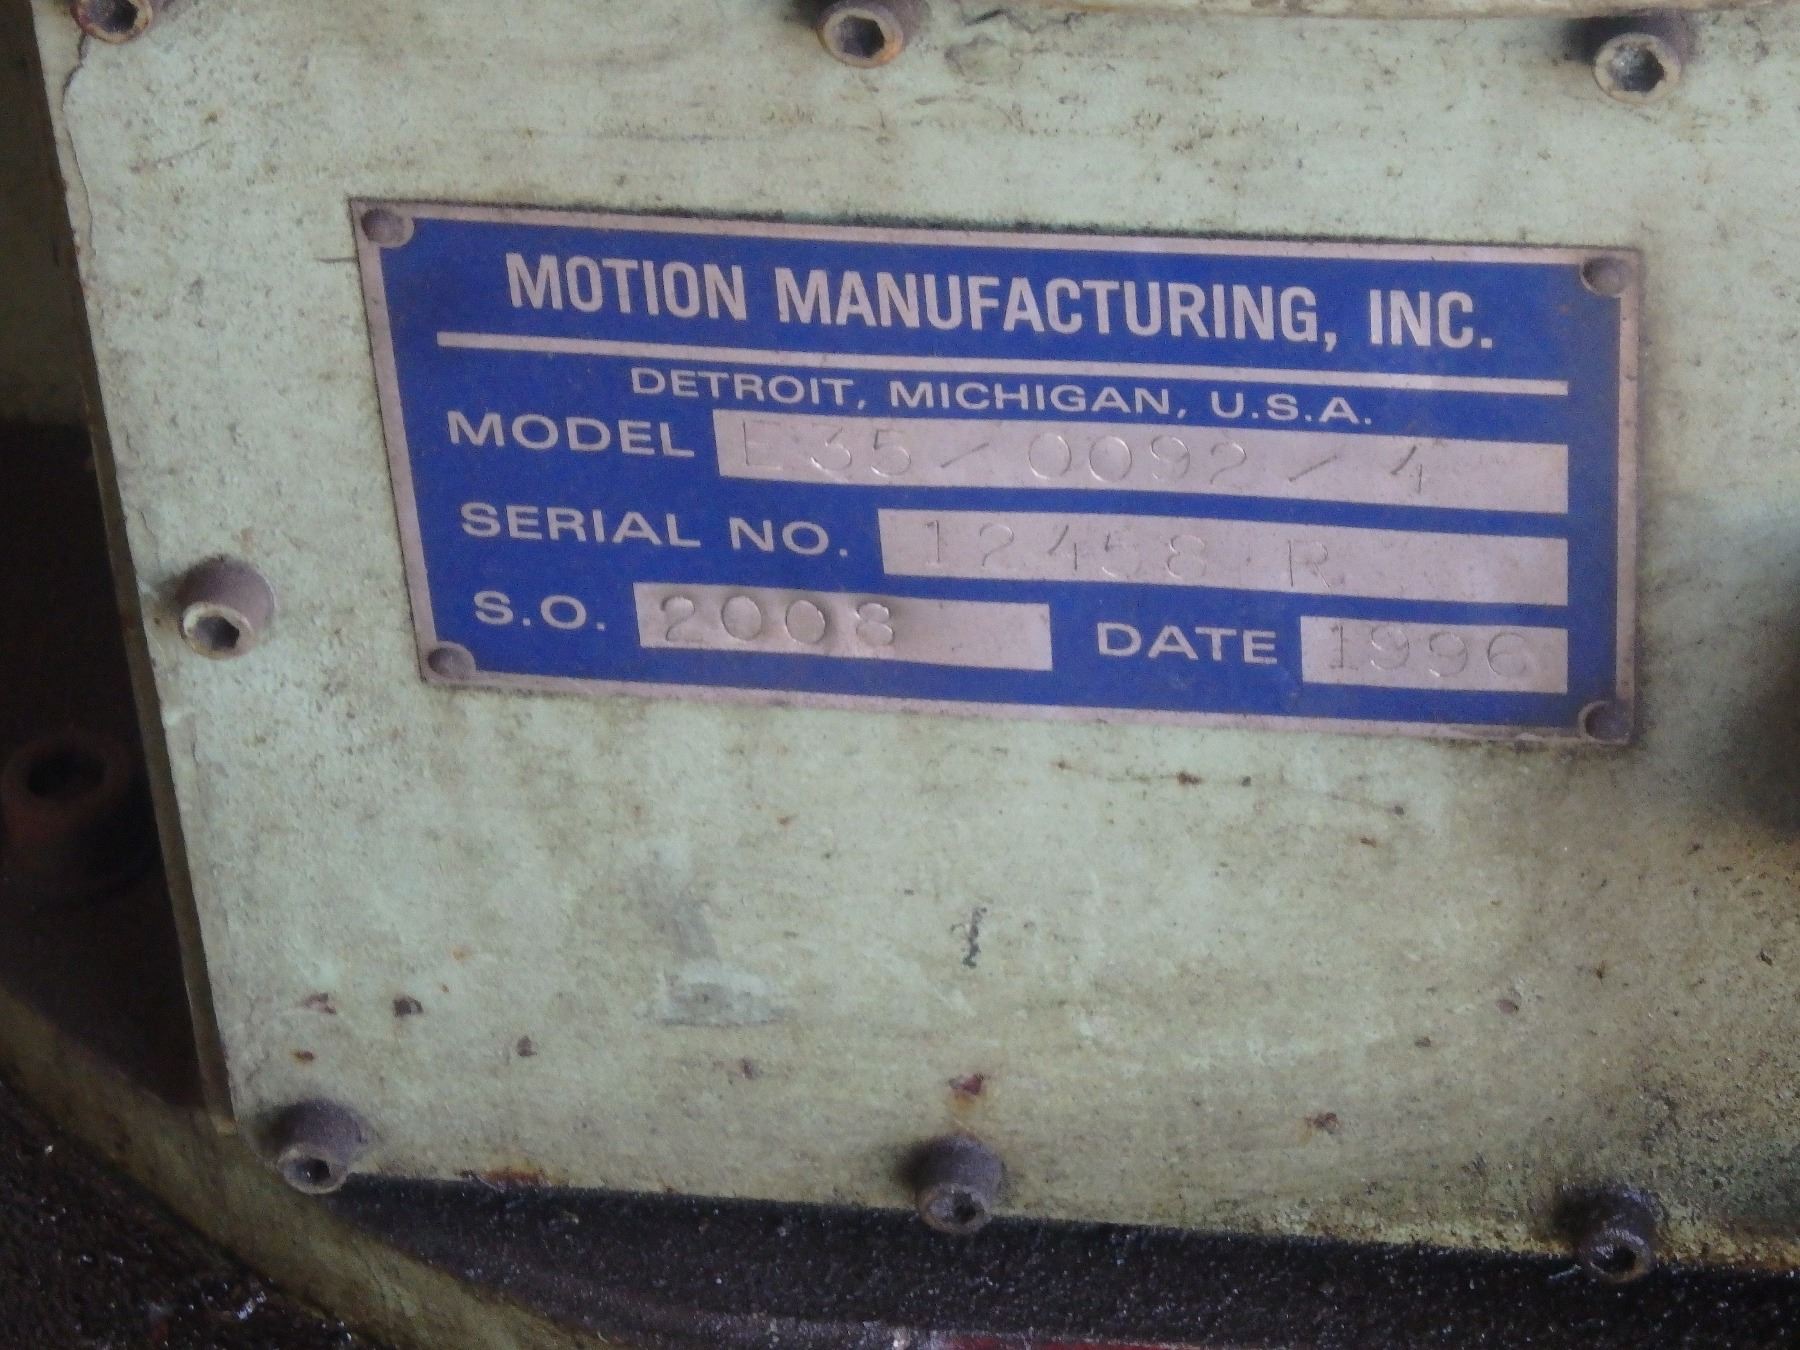 MOTION MANUFACTURING, INC.
DETROIT, MICHIGAN, U.S.A.
MODEL E35/0092/4
SERIAL NO. 12458 R
S.O. 2008 DATE 1996